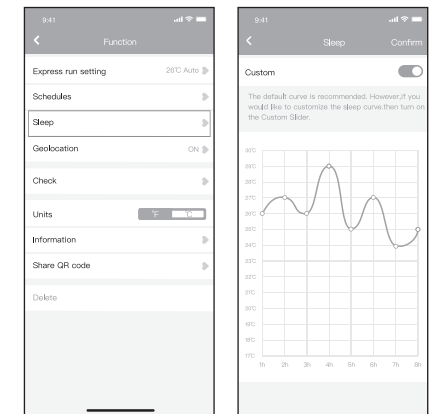 9:41
Function
Express run setting 26°C Auto
Schedules
Sleep
Geolocation ON
Check
Units °F °C
Information
Share QR code
Delete
9:41
Sleep Confirm
Custom
The default curve is recommended. However,if you
would like to customize the sleep curve.then turn on
the Custom Slider.
30°C
29°C
28°C
27°C
26°C
25°C
24°C
23°C
22°C
21°C
20°C
19°C
18°C
17°C
1h 2h 3h 4h 5h 6h 7h 8h